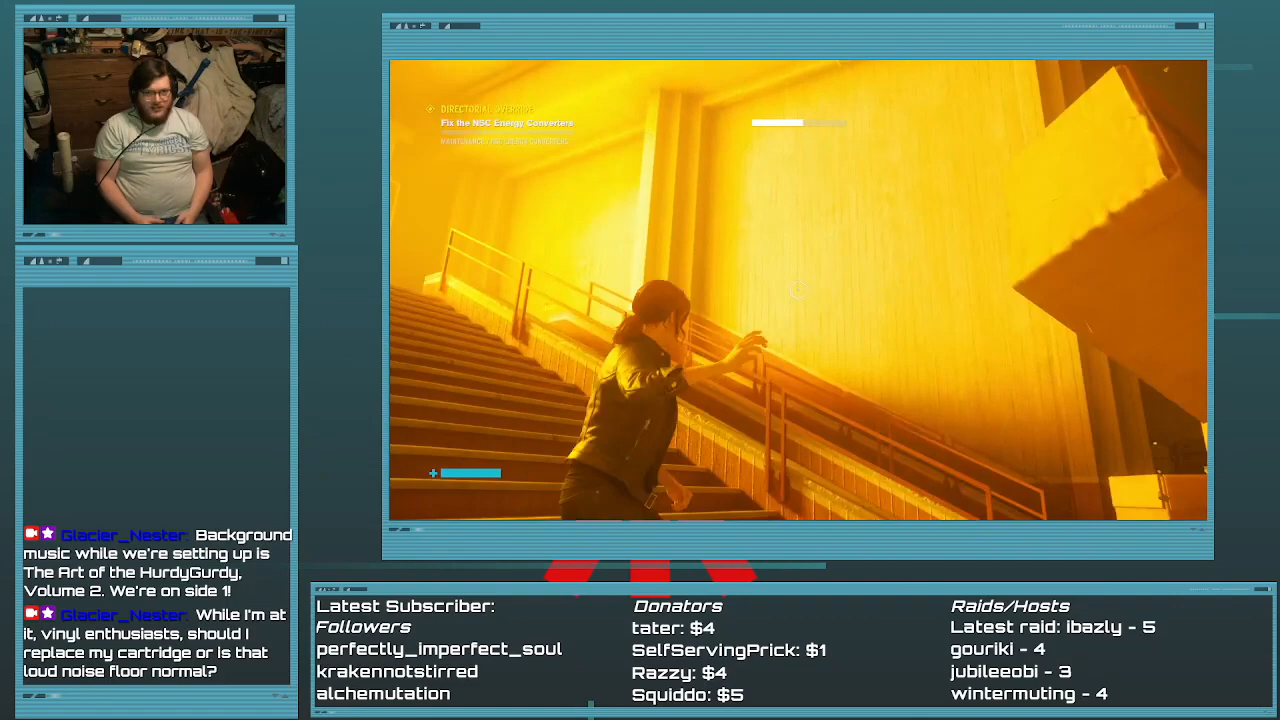 DIRECTORIAL OVERRIDE
Fix the NSC Energy Converters
Glacier_Nester: Background
music while we're setting up is
The Art of the HurdyGurdy,
Volume 2. We're on side 1!
Glacier_Nester: While I'm at
it, vinyl enthusiasts, should I
replace my cartridge or is that
loud noise floor normal?
Latest Subscriber:
Followers
perfectly_imperfect_soul
krakennotstirred
alchemutation
Donators
tater: $4
SelfServingPrick: $1
Razzy: $4
Squiddo: $5
Raids/Hosts
Latest raid: ibazly - 5
gouriki - 4
jubileeobi - 3
wintermuting - 4